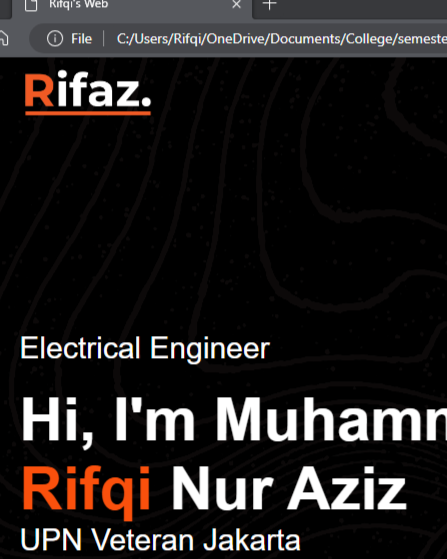 Rifqi's Web
File
C:/Users/Rifqi/OneDrive/Documents/College/semeste
Rifaz.
Electrical Engineer
Hi, I'm Muhamm
Rifqi Nur Aziz
UPN Veteran Jakarta